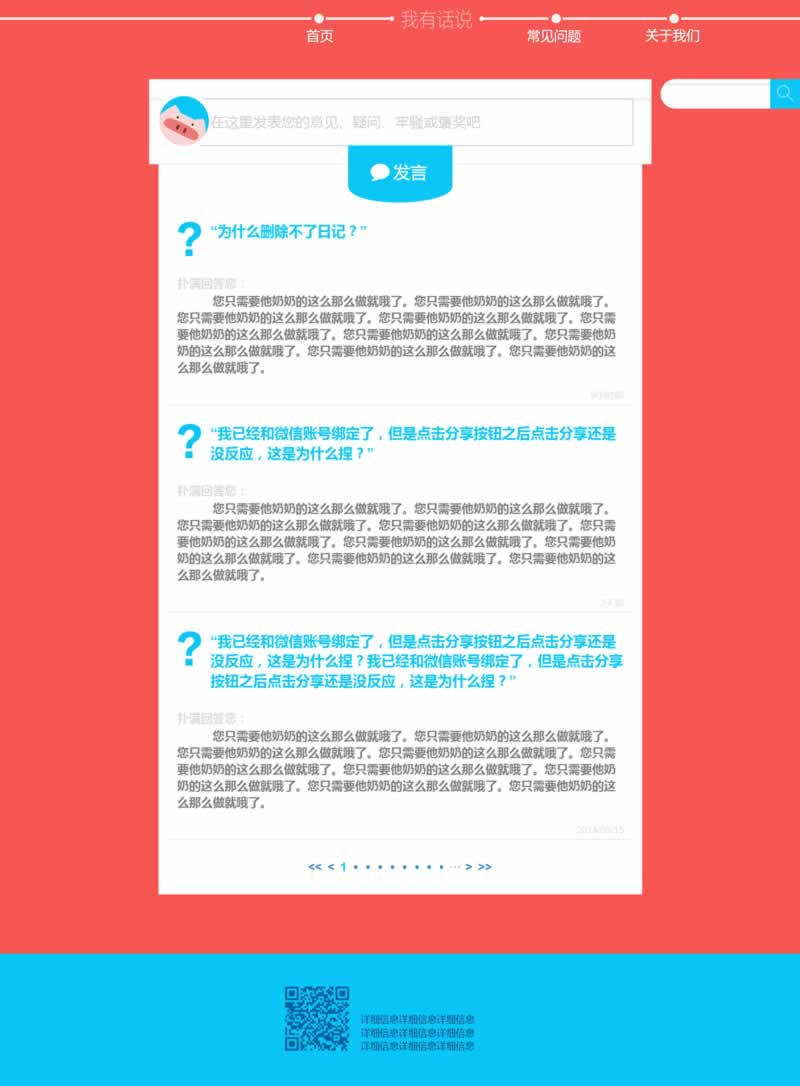 我有话说
首页
常见问题
关于我们
在这里发表您的意见、疑问、牢骚或褒奖吧
发言
?
“为什么删除不了日记？”
扑满回答您：
您只需要他奶奶的这么那么做就哦了。您只需要他奶奶的这么那么做就哦了。
您只需要他奶奶的这么那么做就哦了。您只需要他奶奶的这么那么做就哦了。您只需
要他奶奶的这么那么做就哦了。您只需要他奶奶的这么那么做就哦了。您只需要他奶
奶的这么那么做就哦了。您只需要他奶奶的这么那么做就哦了。您只需要他奶奶的这
么那么做就哦了。
?
“我已经和微信账号绑定了，但是点击分享按钮之后点击分享还是
没反应，这是为什么捏？”
扑满回答您：
您只需要他奶奶的这么那么做就哦了。您只需要他奶奶的这么那么做就哦了。
您只需要他奶奶的这么那么做就哦了。您只需要他奶奶的这么那么做就哦了。您只需
要他奶奶的这么那么做就哦了。您只需要他奶奶的这么那么做就哦了。您只需要他奶
奶的这么那么做就哦了。您只需要他奶奶的这么那么做就哦了。您只需要他奶奶的这
么那么做就哦了。
?
“我已经和微信账号绑定了，但是点击分享按钮之后点击分享还是
没反应，这是为什么捏？我已经和微信账号绑定了，但是点击分享
按钮之后点击分享还是没反应，这是为什么捏？”
扑满回答您：
您只需要他奶奶的这么那么做就哦了。您只需要他奶奶的这么那么做就哦了。
您只需要他奶奶的这么那么做就哦了。您只需要他奶奶的这么那么做就哦了。您只需
要他奶奶的这么那么做就哦了。您只需要他奶奶的这么那么做就哦了。您只需要他奶
奶的这么那么做就哦了。您只需要他奶奶的这么那么做就哦了。您只需要他奶奶的这
么那么做就哦了。
<< < 1 • • • • • • • • ··· > >>
详细信息详细信息详细信息
详细信息详细信息详细信息
详细信息详细信息详细信息